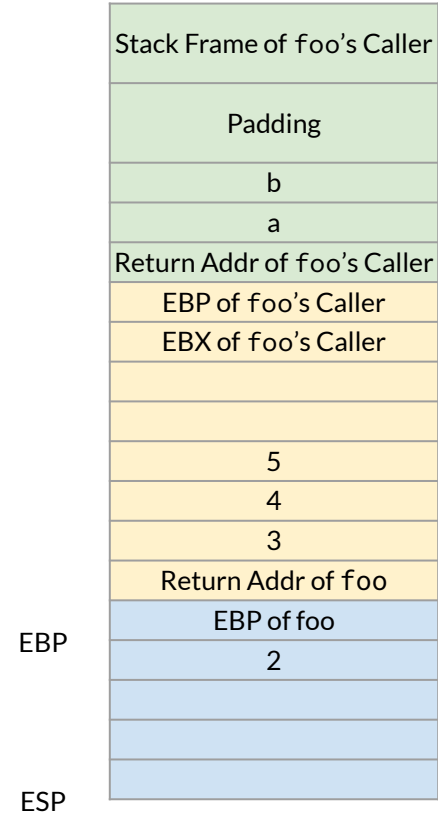 Stack Frame of foo's Caller
Padding
b
a
Return Addr of foo's Caller
EBP of foo's Caller
EBX of foo's Caller
5
4
3
Return Addr of foo
EBP of foo
EBP
2
ESP